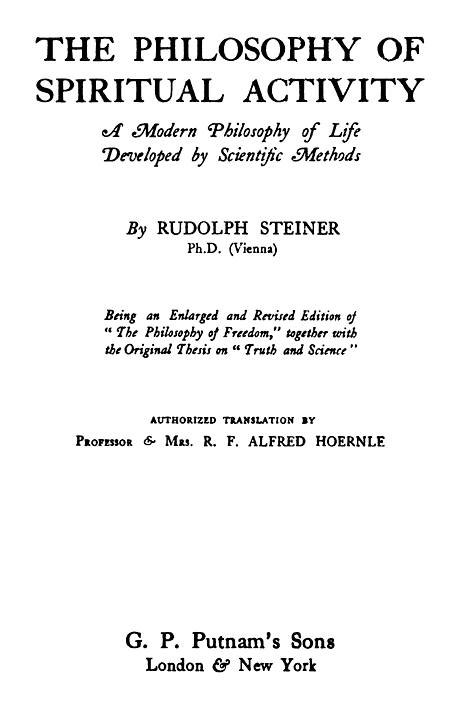 THE PHILOSOPHY OF
SPIRITUAL ACTIVITY
A Modern Philosophy of Life
Developed by Scientific Methods
By RUDOLPH STEINER
Ph.D. (Vienna)
Being an Enlarged and Revised Edition of
" The Philosophy of Freedom," together with
the Original Thesis on " Truth and Science "
AUTHORIZED TRANSLATION BY
PROFESSOR & MRS. R. F. ALFRED HOERNLE
G. P. Putnam's Sons
London & New York